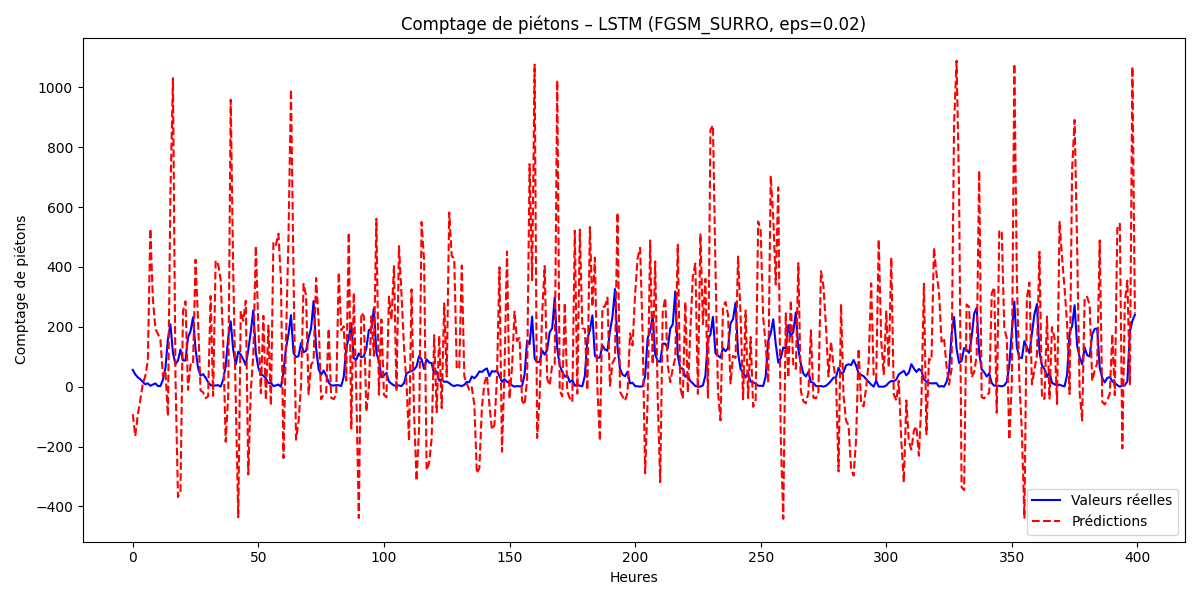 Comptage de piétons – LSTM (FGSM_SURRO, eps=0.02)
Comptage de piétons
1000
800
600
400
200
0
−200
−400
0 50 100 150 200 250 300 350 400
Heures
Valeurs réelles
Prédictions